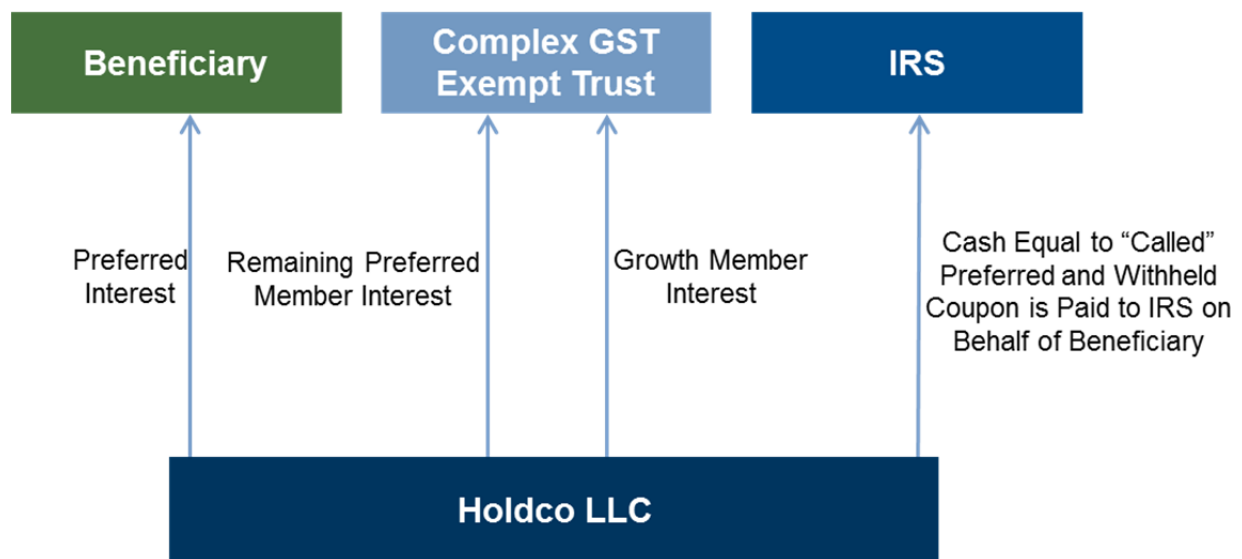 Beneficiary
Complex GST
Exempt Trust
IRS
Preferred
Interest
Remaining Preferred
Member Interest
Growth Member
Interest
Cash Equal to “Called”
Preferred and Withheld
Coupon is Paid to IRS on
Behalf of Beneficiary
Holdco LLC